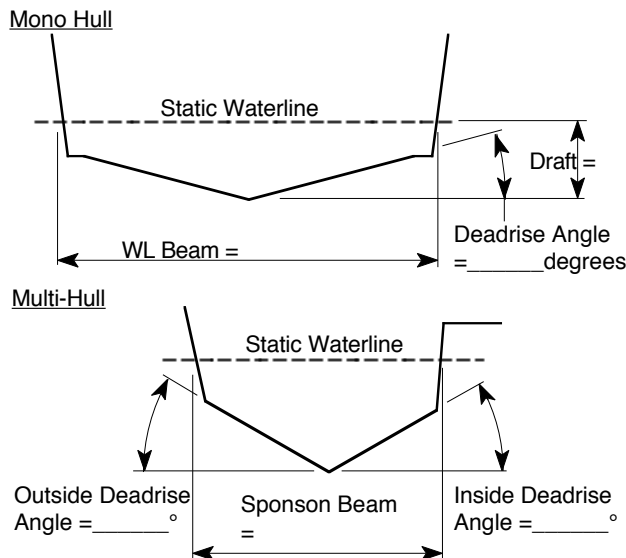 Mono Hull
Static Waterline
Draft =
Deadrise Angle
=______degrees
WL Beam =
Multi-Hull
Static Waterline
Outside Deadrise
Angle =______°
Sponson Beam
=
Inside Deadrise
Angle =______°